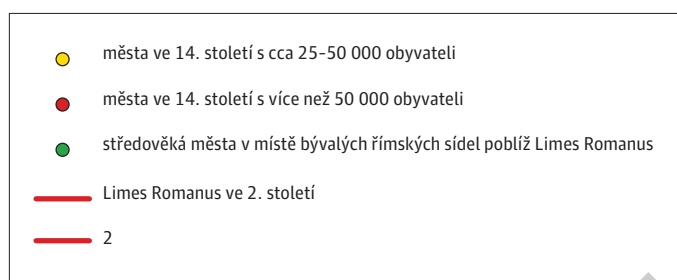 města ve 14. století s cca 25-50 000 obyvateli
města ve 14. století s více než 50 000 obyvateli
středověká města v místě bývalých římských sídel poblíž Limes Romanus
Limes Romanus ve 2. století
2